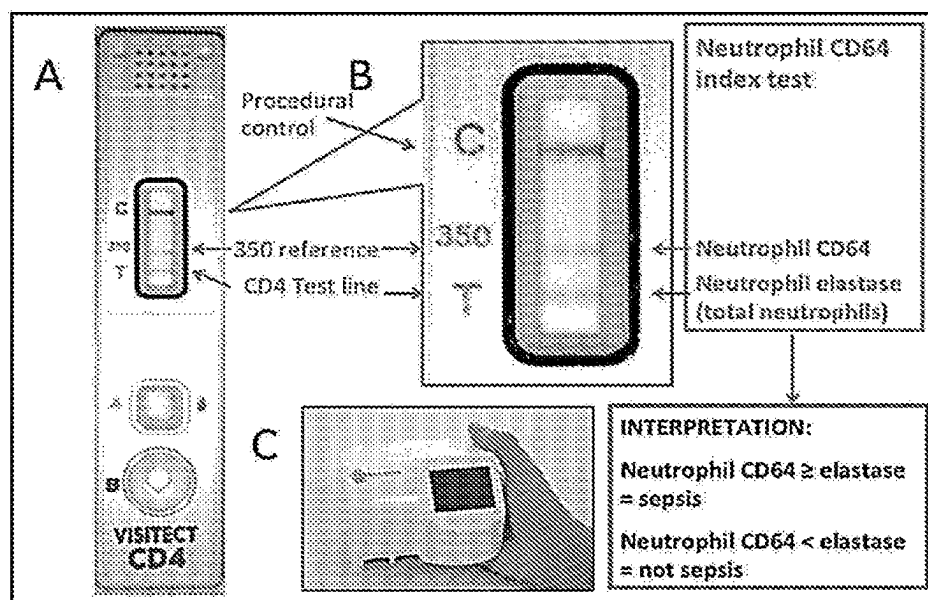 A
B
Neutrophil CD64
index test
Procedural
control
C
C
350
350
T
350 reference
CD4 Test line
T
Neutrophil CD64
Neutrophil elastase
(total neutrophils)
A
B
VISITECT
CD4
C
INTERPRETATION:
Neutrophil CD64 ≥ elastase
= sepsis
Neutrophil CD64 < elastase
= not sepsis